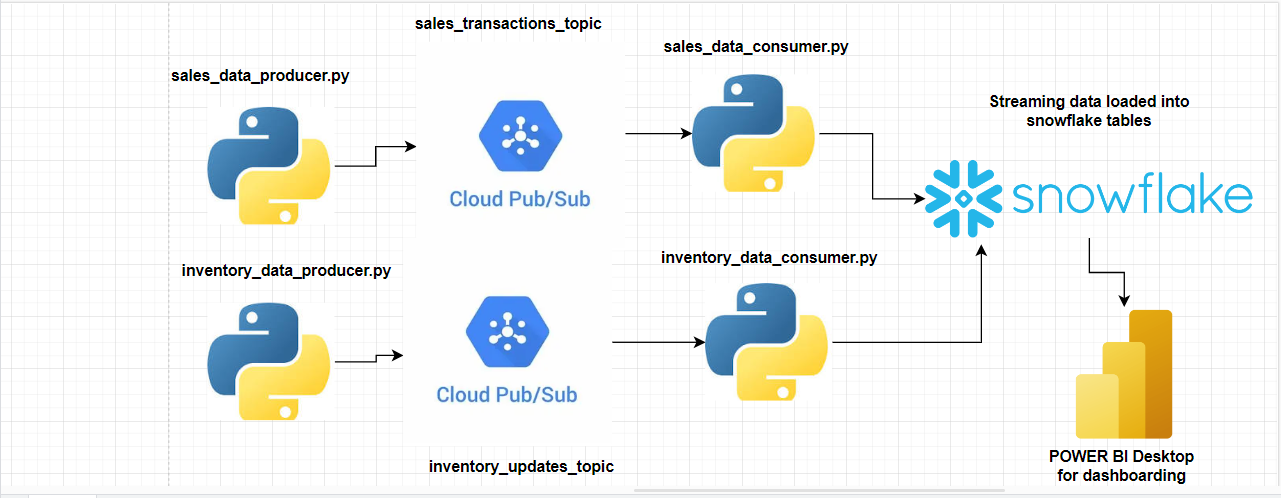 sales_transactions_topic
sales_data_producer.py
Cloud Pub/Sub
sales_data_consumer.py
Streaming data loaded into
snowflake tables
snowflake
inventory_data_producer.py
Cloud Pub/Sub
inventory_updates_topic
inventory_data_consumer.py
POWER BI Desktop
for dashboarding